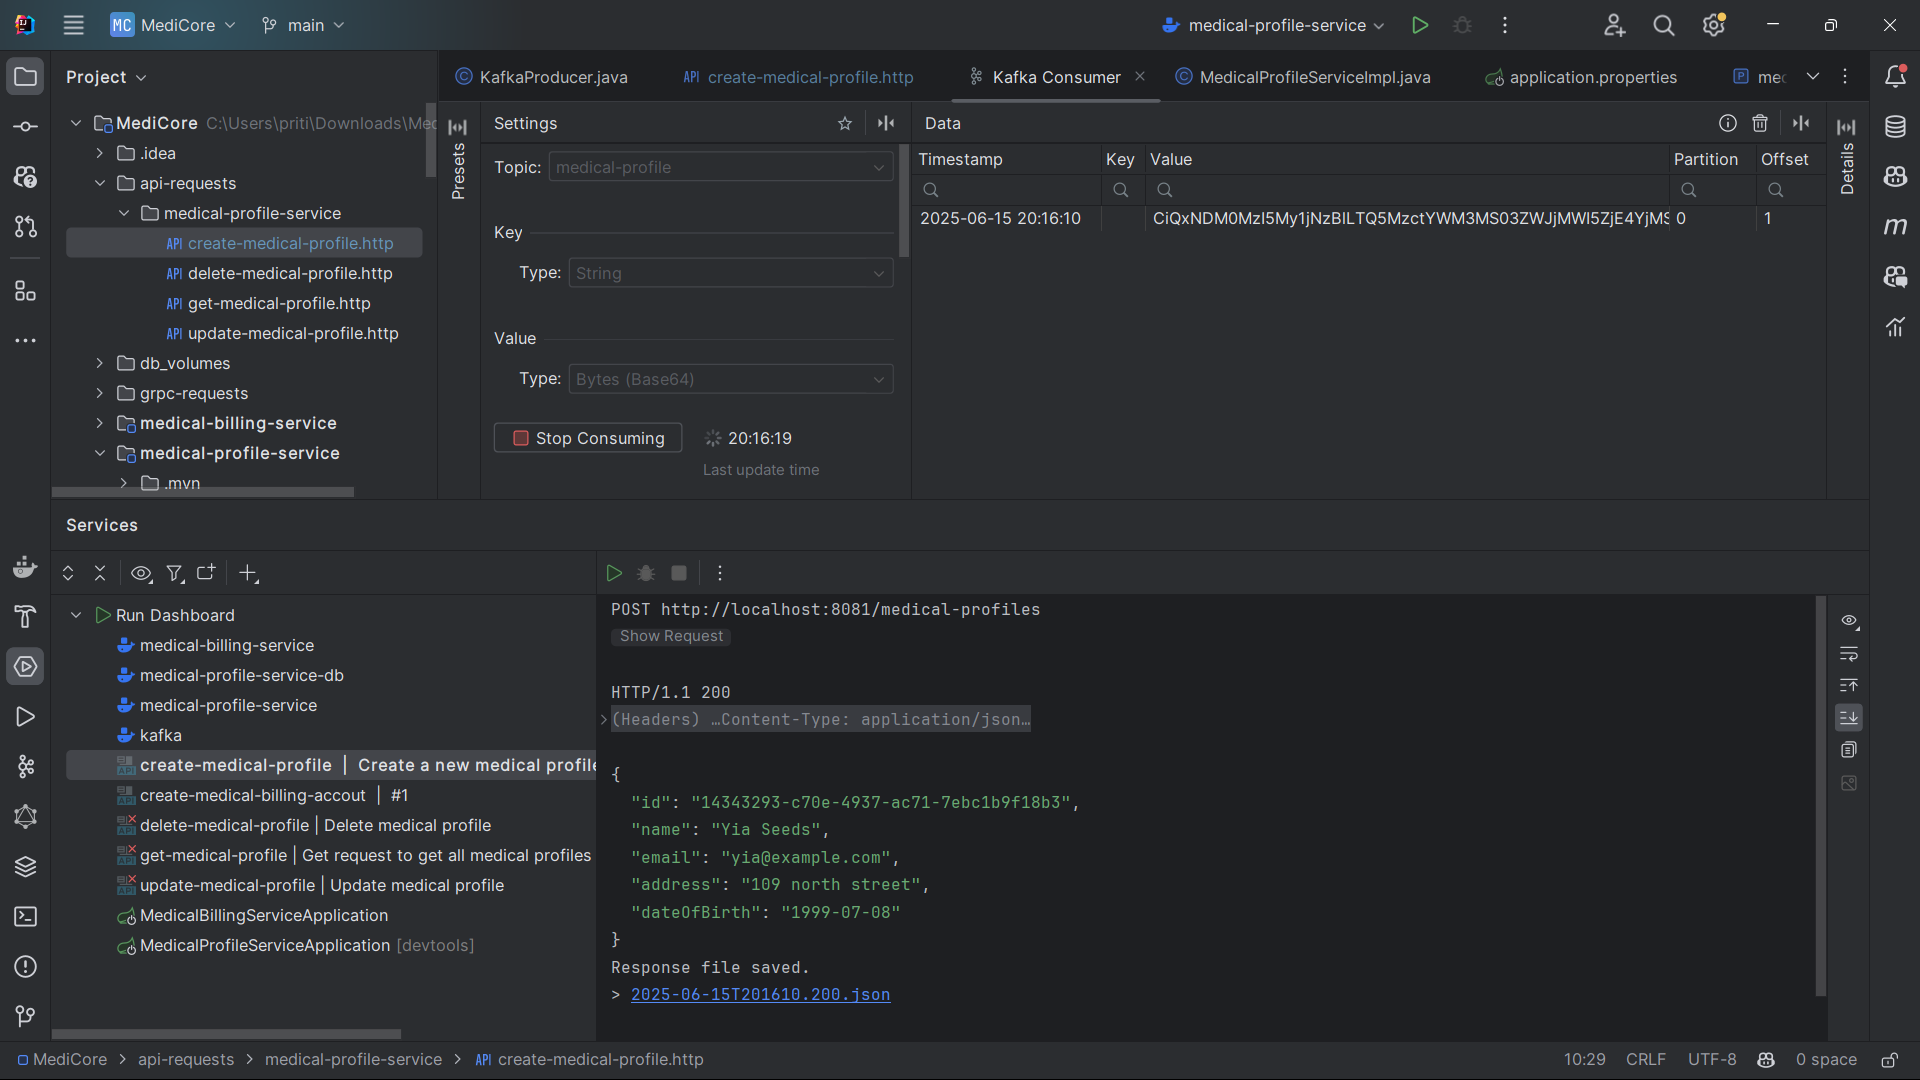 MC MediCore main medical-profile-service
Project
KafkaProducer.java
API create-medical-profile.http
Kafka Consumer
MedicalProfileServiceImpl.java
application.properties
P med
MediCore C:\Users\priti\Downloads\Med
.idea
api-requests
medical-profile-service
API create-medical-profile.http
API delete-medical-profile.http
API get-medical-profile.http
API update-medical-profile.http
db_volumes
grpc-requests
medical-billing-service
medical-profile-service
.mvn
Presets
Settings
Topic: medical-profile
Key
Type: String
Value
Type: Bytes (Base64)
Stop Consuming 20:16:19
Last update time
Data
Timestamp Key Value Partition Offset
2025-06-15 20:16:10 0 1
Details
Services
Run Dashboard
medical-billing-service
medical-profile-service-db
medical-profile-service
kafka
create-medical-profile | Create a new medical profile
create-medical-billing-accout | #1
delete-medical-profile | Delete medical profile
get-medical-profile | Get request to get all medical profiles
update-medical-profile | Update medical profile
MedicalBillingServiceApplication
MedicalProfileServiceApplication [devtools]
POST http://localhost:8081/medical-profiles
Show Request
HTTP/1.1 200
(Headers) …Content-Type: application/json…
{
"id": "14343293-c70e-4937-ac71-7ebc1b9f18b3",
"name": "Yia Seeds",
"email": "yia@example.com",
"address": "109 north street",
"dateOfBirth": "1999-07-08"
}
Response file saved.
> 2025-06-15T201610.200.json
MediCore > api-requests > medical-profile-service > API create-medical-profile.http
10:29 CRLF UTF-8 0 space